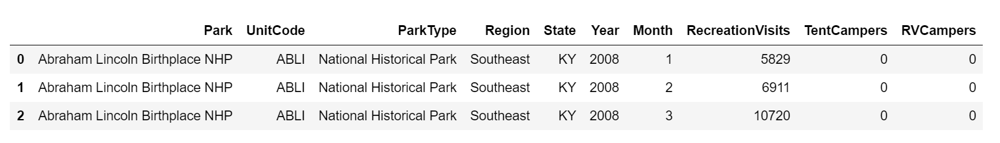 Park UnitCode ParkType Region State Year Month RecreationVisits TentCampers RVCampers
0 Abraham Lincoln Birthplace NHP ABLI National Historical Park Southeast KY 2008 1 5829 0 0
1 Abraham Lincoln Birthplace NHP ABLI National Historical Park Southeast KY 2008 2 6911 0 0
2 Abraham Lincoln Birthplace NHP ABLI National Historical Park Southeast KY 2008 3 10720 0 0